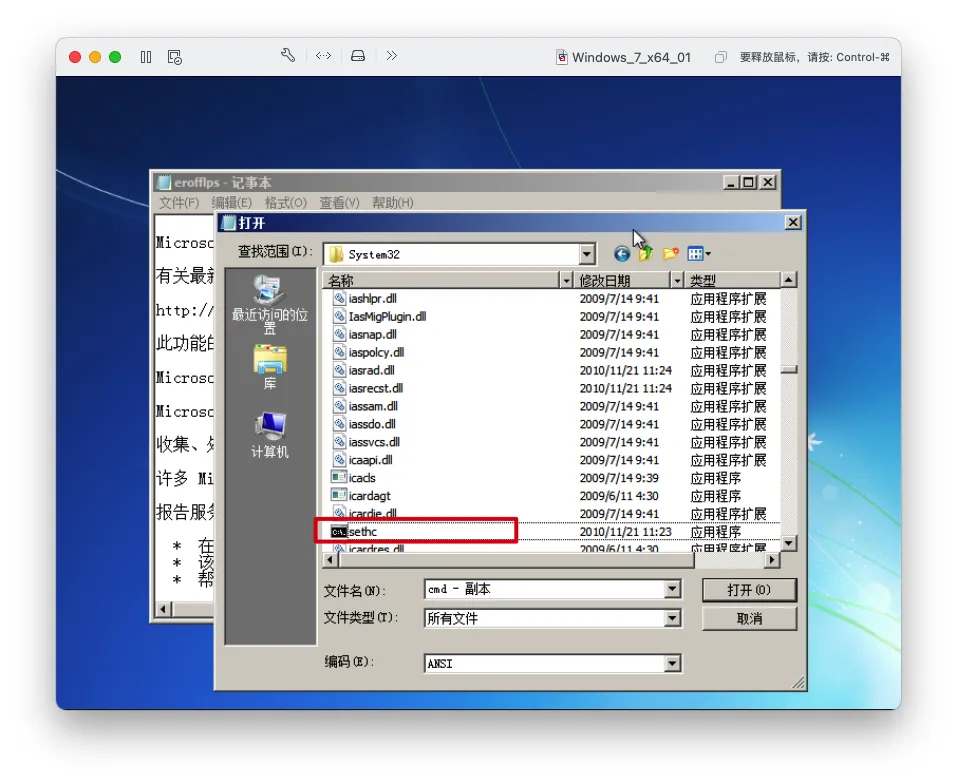 Windows_7_x64_01
要释放鼠标，请按: Control-⌘
erofflps - 记事本
文件(F) 编辑(E) 格式(O) 查看(V) 帮助(H)
打开
查找范围(I):
System32
Microso
有关最新
http://
此功能的
Microso
Microso
收集、处
许多 Mi
报告服务
* 在
* 该
* 帮
最近访问的位置
库
计算机
名称 修改日期 类型
iashlpr.dll 2009/7/14 9:41 应用程序扩展
IasMigPlugin.dll 2009/7/14 9:41 应用程序扩展
iasnap.dll 2009/7/14 9:41 应用程序扩展
iaspolcy.dll 2009/7/14 9:41 应用程序扩展
iasrad.dll 2010/11/21 11:24 应用程序扩展
iasrecst.dll 2010/11/21 11:24 应用程序扩展
iassam.dll 2009/7/14 9:41 应用程序扩展
iassdo.dll 2009/7/14 9:41 应用程序扩展
iassvcs.dll 2009/7/14 9:41 应用程序扩展
icaapi.dll 2009/7/14 9:41 应用程序扩展
icacls 2009/7/14 9:39 应用程序
icardagt 2009/6/11 4:30 应用程序
icardie.dll 2009/7/14 9:41 应用程序扩展
sethc 2010/11/21 11:23 应用程序
icardres.dll 2009/6/11 4:30 应用程序扩展
文件名(N): cmd - 副本 打开(O)
文件类型(T): 所有文件 取消
编码(E): ANSI